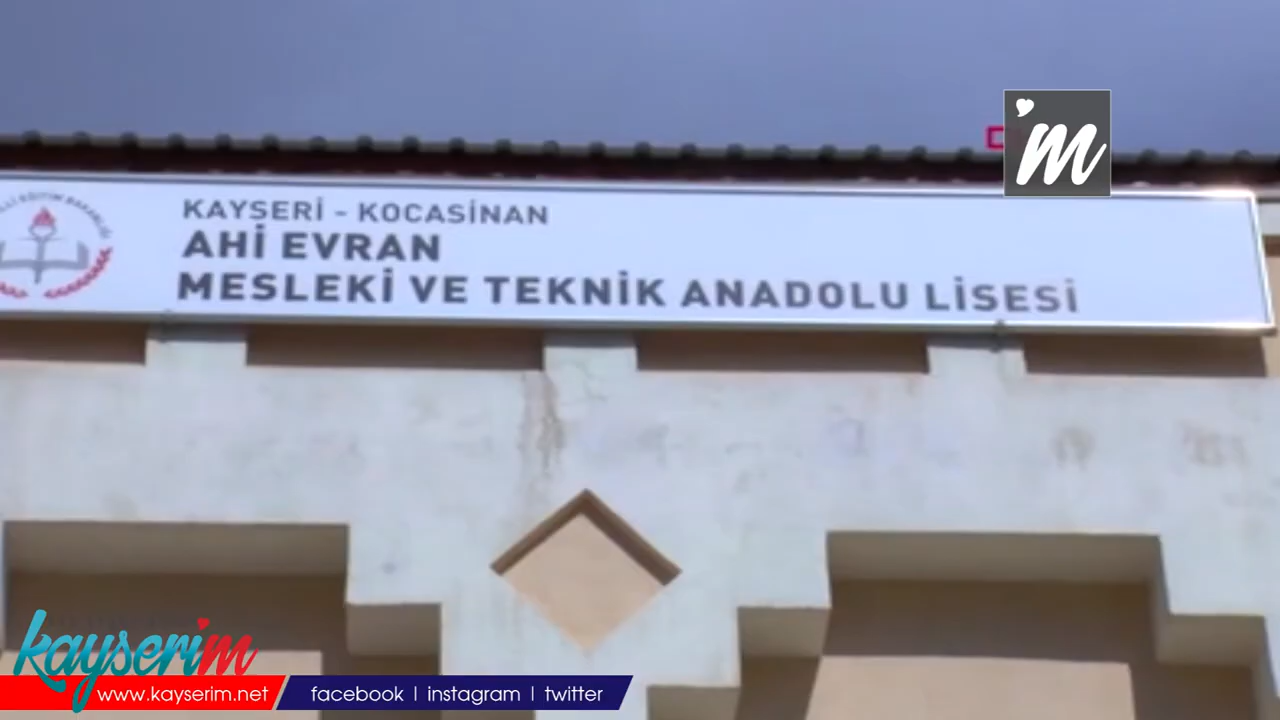 'm
KAYSERİ - KOCASİNAN
AHİ EVRAN
MESLEKİ VE TEKNİK ANADOLU LİSESİ
kayserim
www.kayserim.net
facebook | instagram | twitter